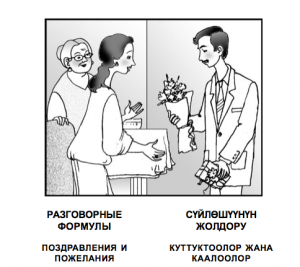 РАЗГОВОРНЫЕ
ФОРМУЛЫ
ПОЗДРАВЛЕНИЯ И
ПОЖЕЛАНИЯ
СҮЙЛӨШҮҮНҮН
ЖОЛДОРУ
КУТТУКТООЛОР ЖАНА
КААЛООЛОР